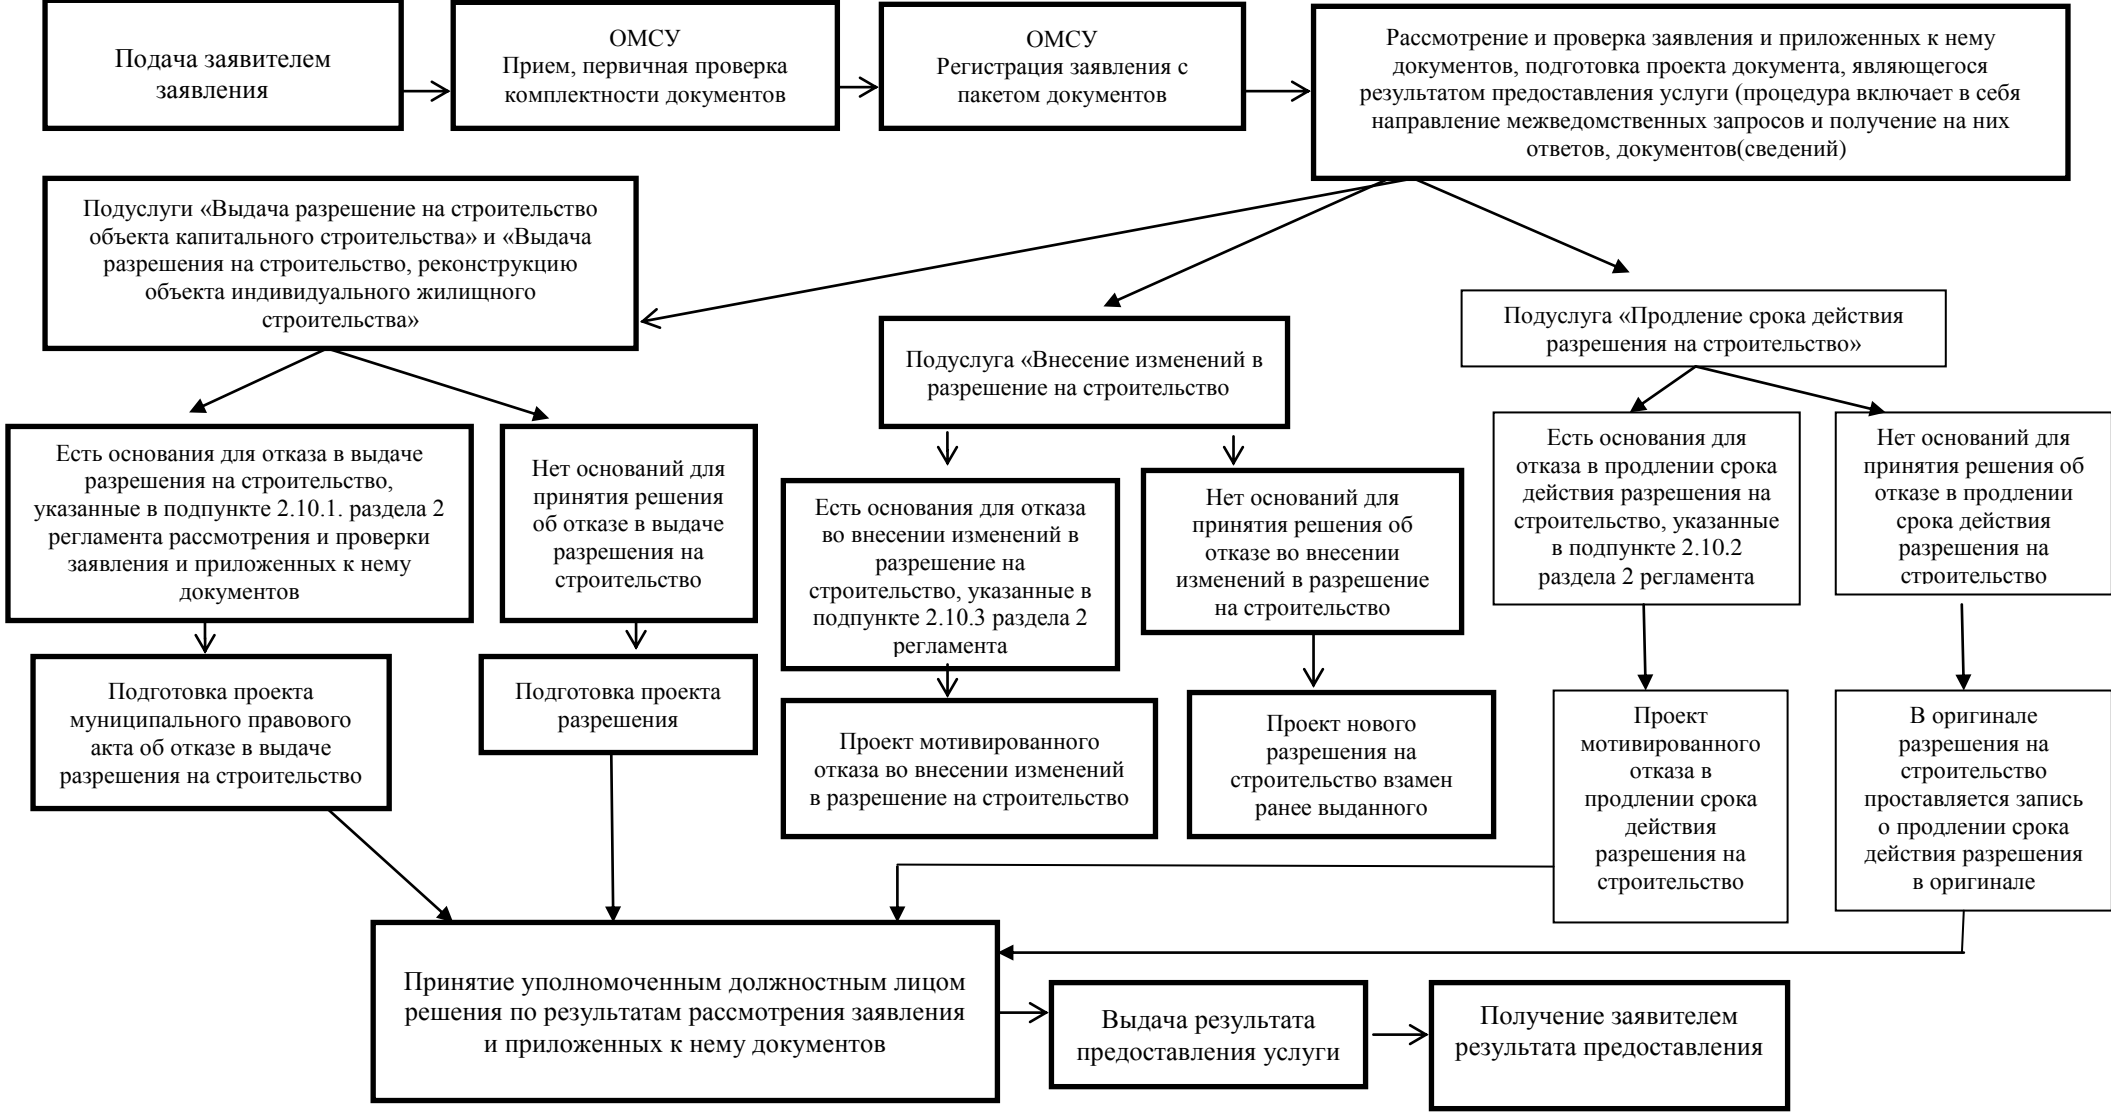 Подача заявителем
заявления
ОМСУ
Прием, первичная проверка
комплектности документов
ОМСУ
Регистрация заявления с
пакетом документов
Рассмотрение и проверка заявления и приложенных к нему
документов, подготовка проекта документа, являющегося
результатом предоставления услуги (процедура включает в себя
направление межведомственных запросов и получение на них
ответов, документов(сведений)
Подуслуги «Выдача разрешение на строительство
объекта капитального строительства» и «Выдача
разрешения на строительство, реконструкцию
объекта индивидуального жилищного
строительства»
Подуслуга «Внесение изменений в
разрешение на строительство
Подуслуга «Продление срока действия
разрешения на строительство»
Есть основания для отказа в выдаче
разрешения на строительство,
указанные в подпункте 2.10.1. раздела 2
регламента рассмотрения и проверки
заявления и приложенных к нему
документов
Нет оснований для
принятия решения
об отказе в выдаче
разрешения на
строительство
Есть основания для отказа
во внесении изменений в
разрешение на
строительство, указанные в
подпункте 2.10.3 раздела 2
регламента
Нет оснований для
принятия решения об
отказе во внесении
изменений в разрешение
на строительство
Есть основания для
отказа в продлении срока
действия разрешения на
строительство, указанные
в подпункте 2.10.2
раздела 2 регламента
Нет оснований для
принятия решения об
отказе в продлении
срока действия
разрешения на
строительство
Подготовка проекта
муниципального правового
акта об отказе в выдаче
разрешения на строительство
Подготовка проекта
разрешения
Проект мотивированного
отказа во внесении изменений
в разрешение на строительство
Проект нового
разрешения на
строительство взамен
ранее выданного
Проект
мотивированного
отказа в
продлении срока
действия
разрешения на
строительство
В оригинале
разрешения на
строительство
проставляется запись
о продлении срока
действия разрешения
в оригинале
Принятие уполномоченным должностным лицом
решения по результатам рассмотрения заявления
и приложенных к нему документов
Выдача результата
предоставления услуги
Получение заявителем
результата предоставления